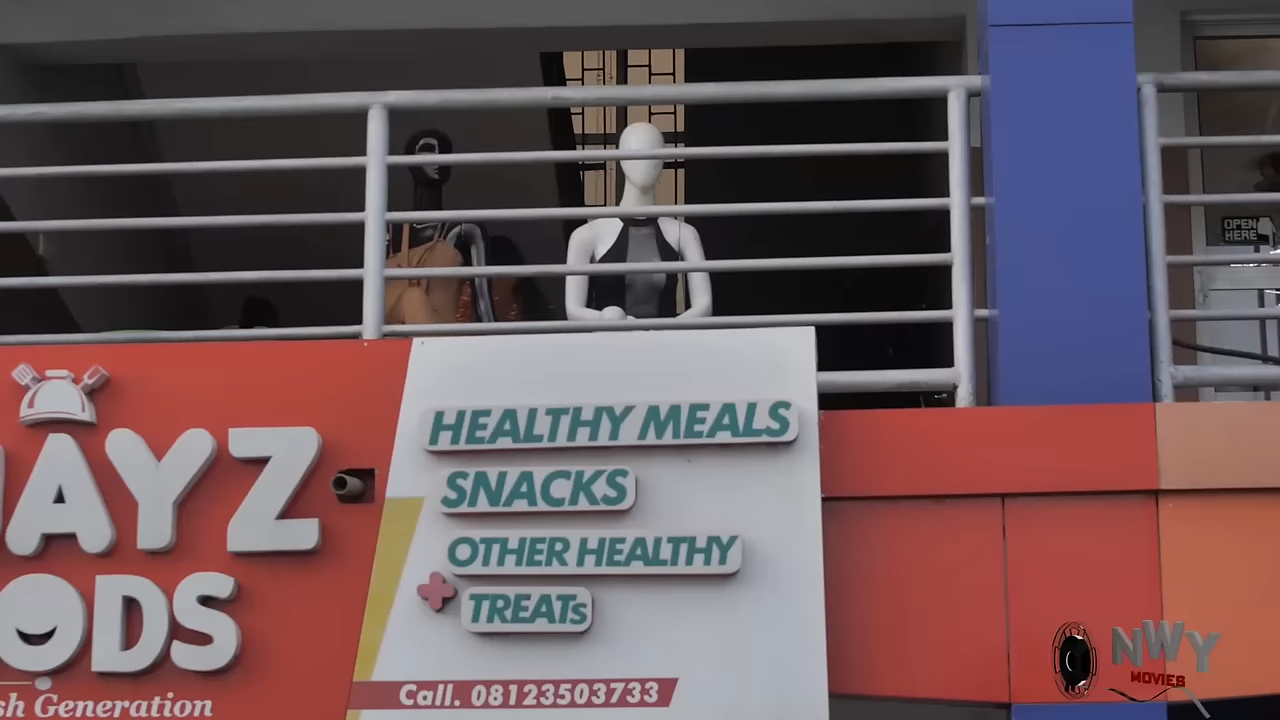 OPEN
HERE
AYZ
ODS
sh Generation
HEALTHY MEALS
SNACKS
OTHER HEALTHY
+ TREATs
Call. 08123503733
NWY
MOVIES